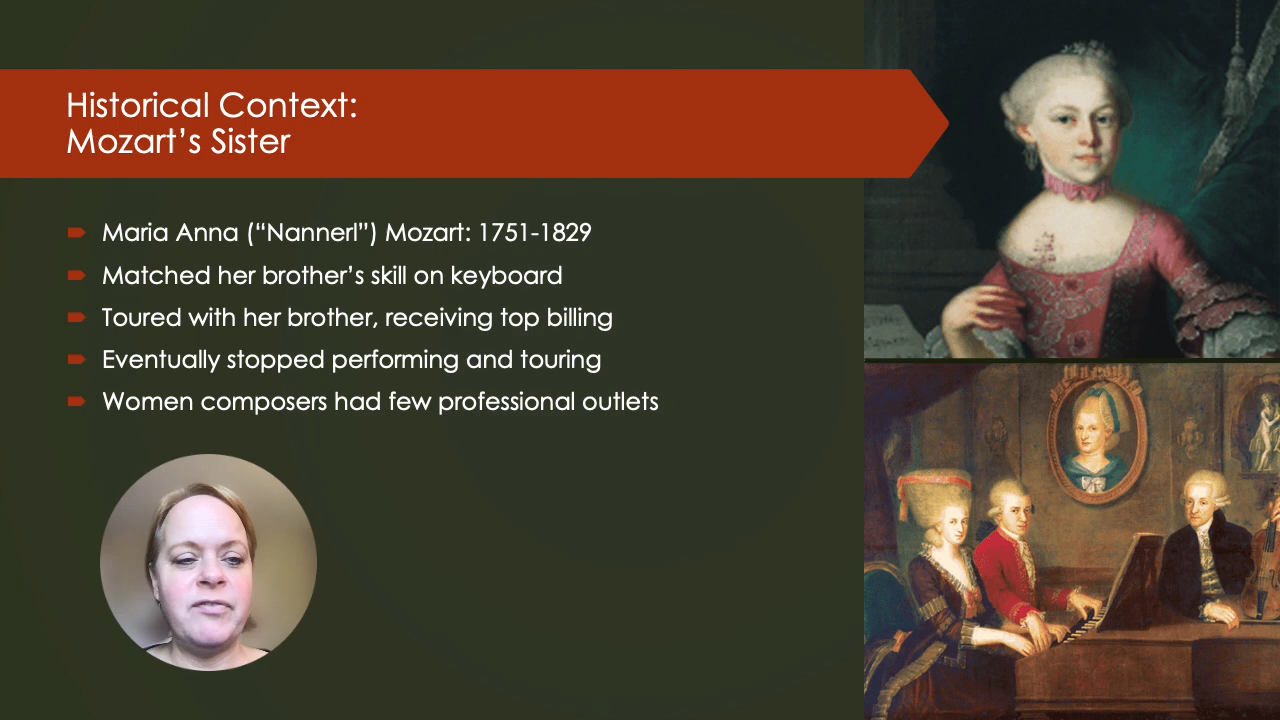 Historical Context:
Mozart’s Sister
Maria Anna (“Nannerl”) Mozart: 1751-1829
Matched her brother’s skill on keyboard
Toured with her brother, receiving top billing
Eventually stopped performing and touring
Women composers had few professional outlets